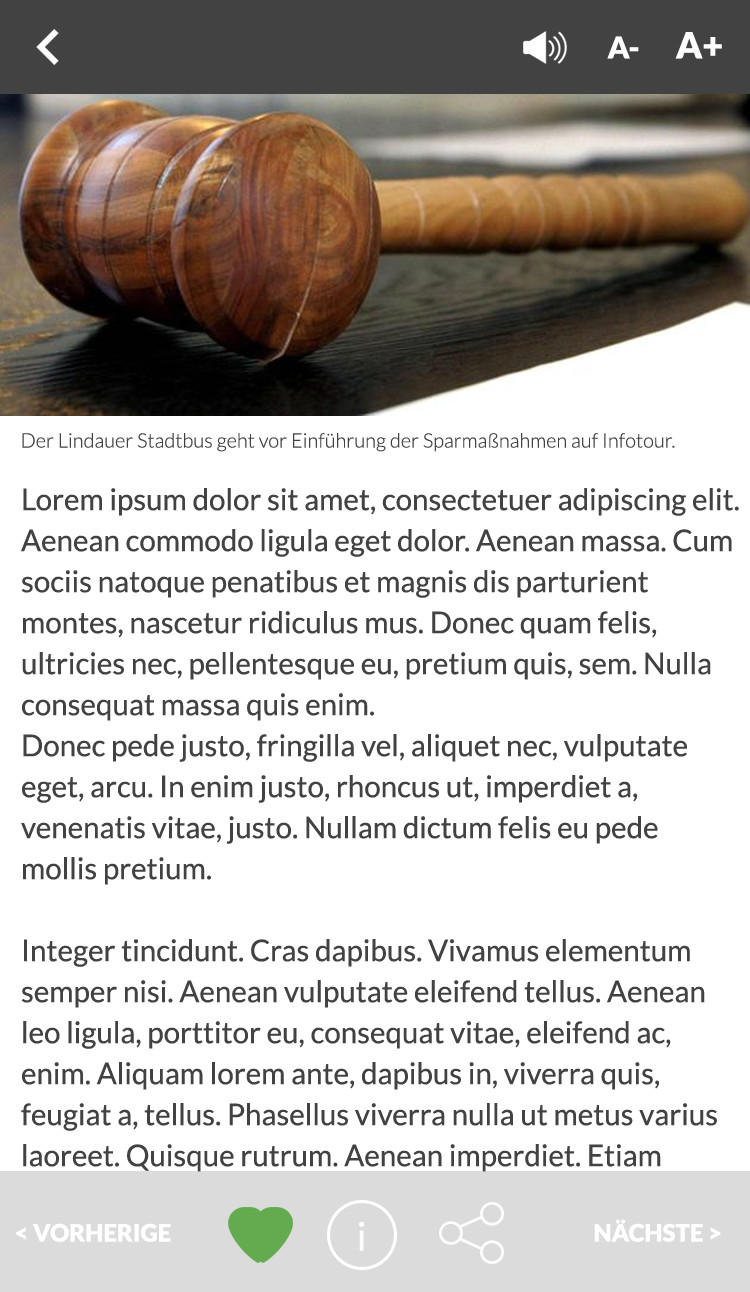 A- A+
Der Lindauer Stadtbus geht vor Einführung der Sparmaßnahmen auf Infotour.
Lorem ipsum dolor sit amet, consectetuer adipiscing elit.
Aenean commodo ligula eget dolor. Aenean massa. Cum
sociis natoque penatibus et magnis dis parturient
montes, nascetur ridiculus mus. Donec quam felis,
ultricies nec, pellentesque eu, pretium quis, sem. Nulla
consequat massa quis enim.
Donec pede justo, fringilla vel, aliquet nec, vulputate
eget, arcu. In enim justo, rhoncus ut, imperdiet a,
venenatis vitae, justo. Nullam dictum felis eu pede
mollis pretium.
Integer tincidunt. Cras dapibus. Vivamus elementum
semper nisi. Aenean vulputate eleifend tellus. Aenean
leo ligula, porttitor eu, consequat vitae, eleifend ac,
enim. Aliquam lorem ante, dapibus in, viverra quis,
feugiat a, tellus. Phasellus viverra nulla ut metus varius
laoreet. Quisque rutrum. Aenean imperdiet. Etiam
< VORHERIGE i NÄCHSTE >